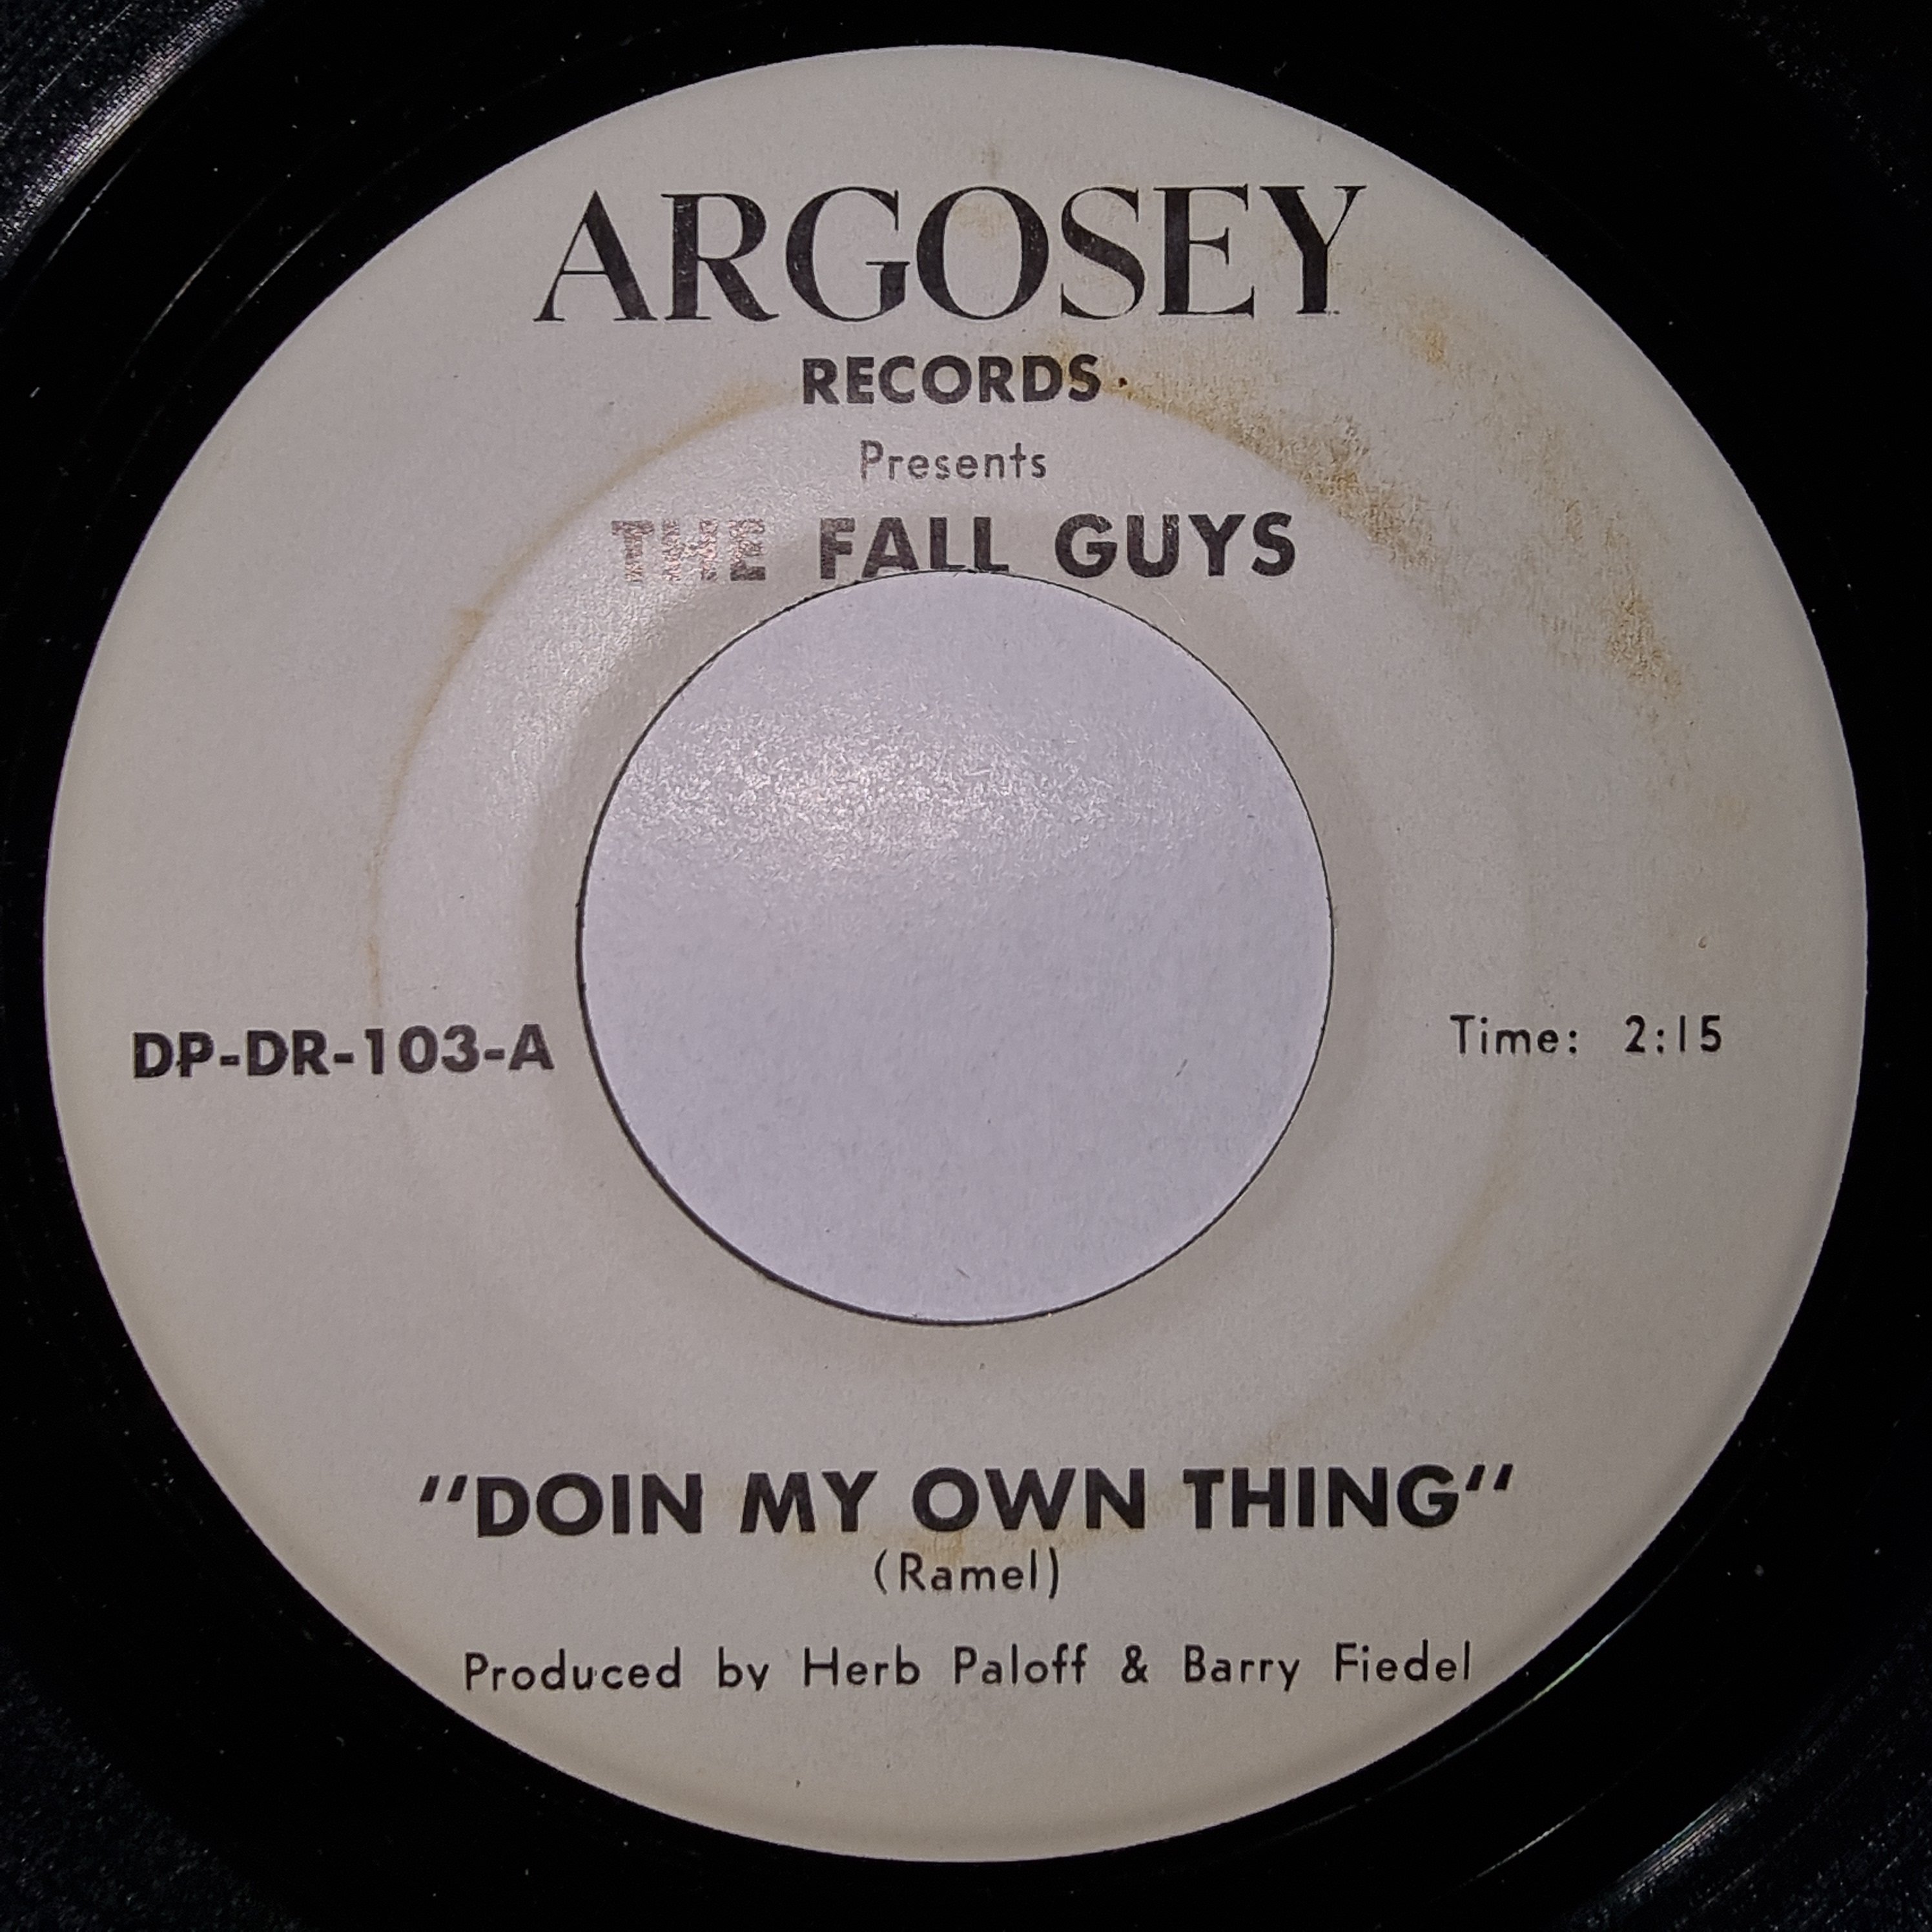 ARGOSEY
RECORDS
Presents
THE FALL GUYS
DP-DR-103-A
Time: 2:15
"DOIN MY OWN THING"
(Ramel)
Produced by Herb Paloff & Barry Fiedel